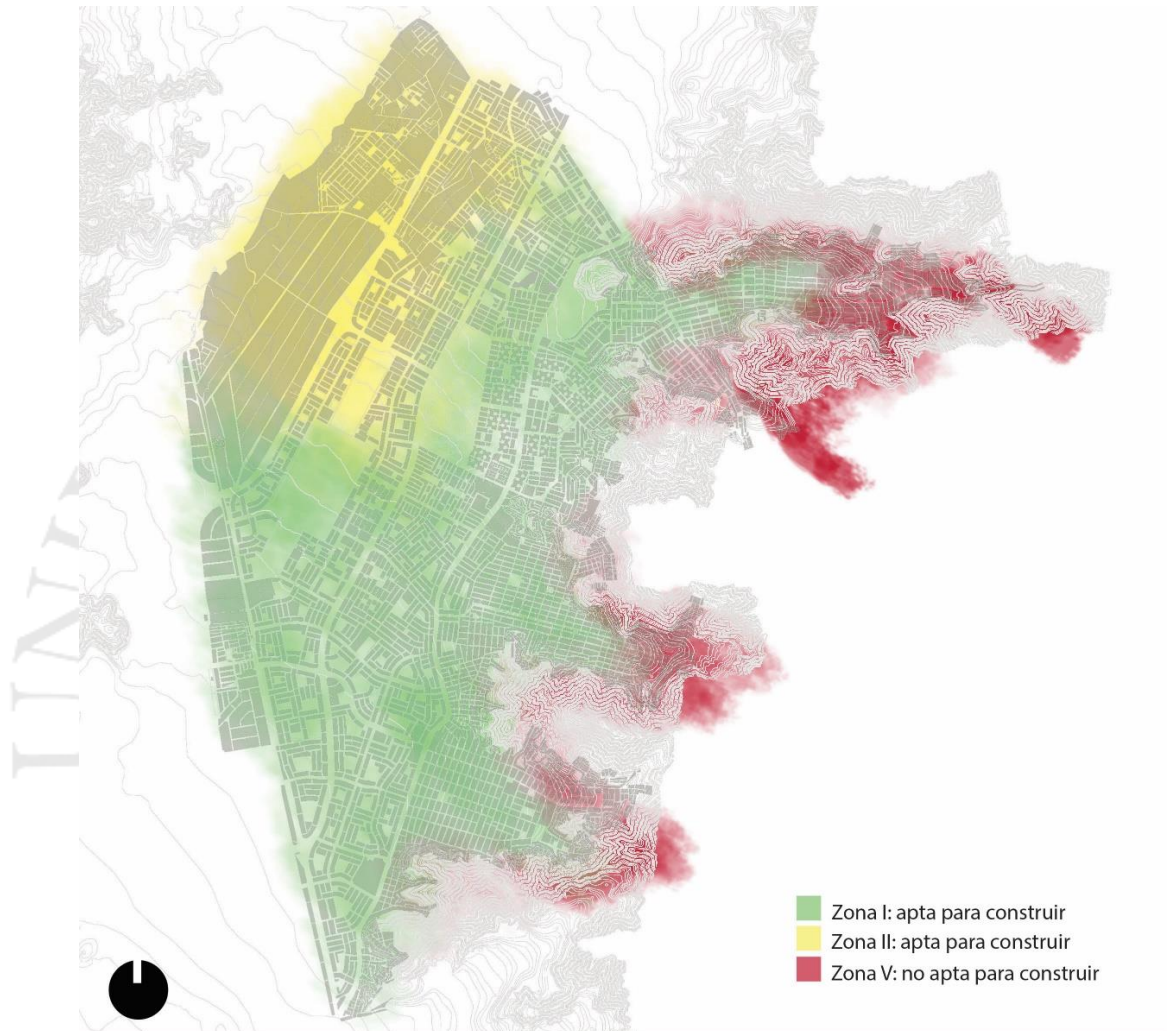 Zona I: apta para construir
Zona II: apta para construir
Zona V: no apta para construir